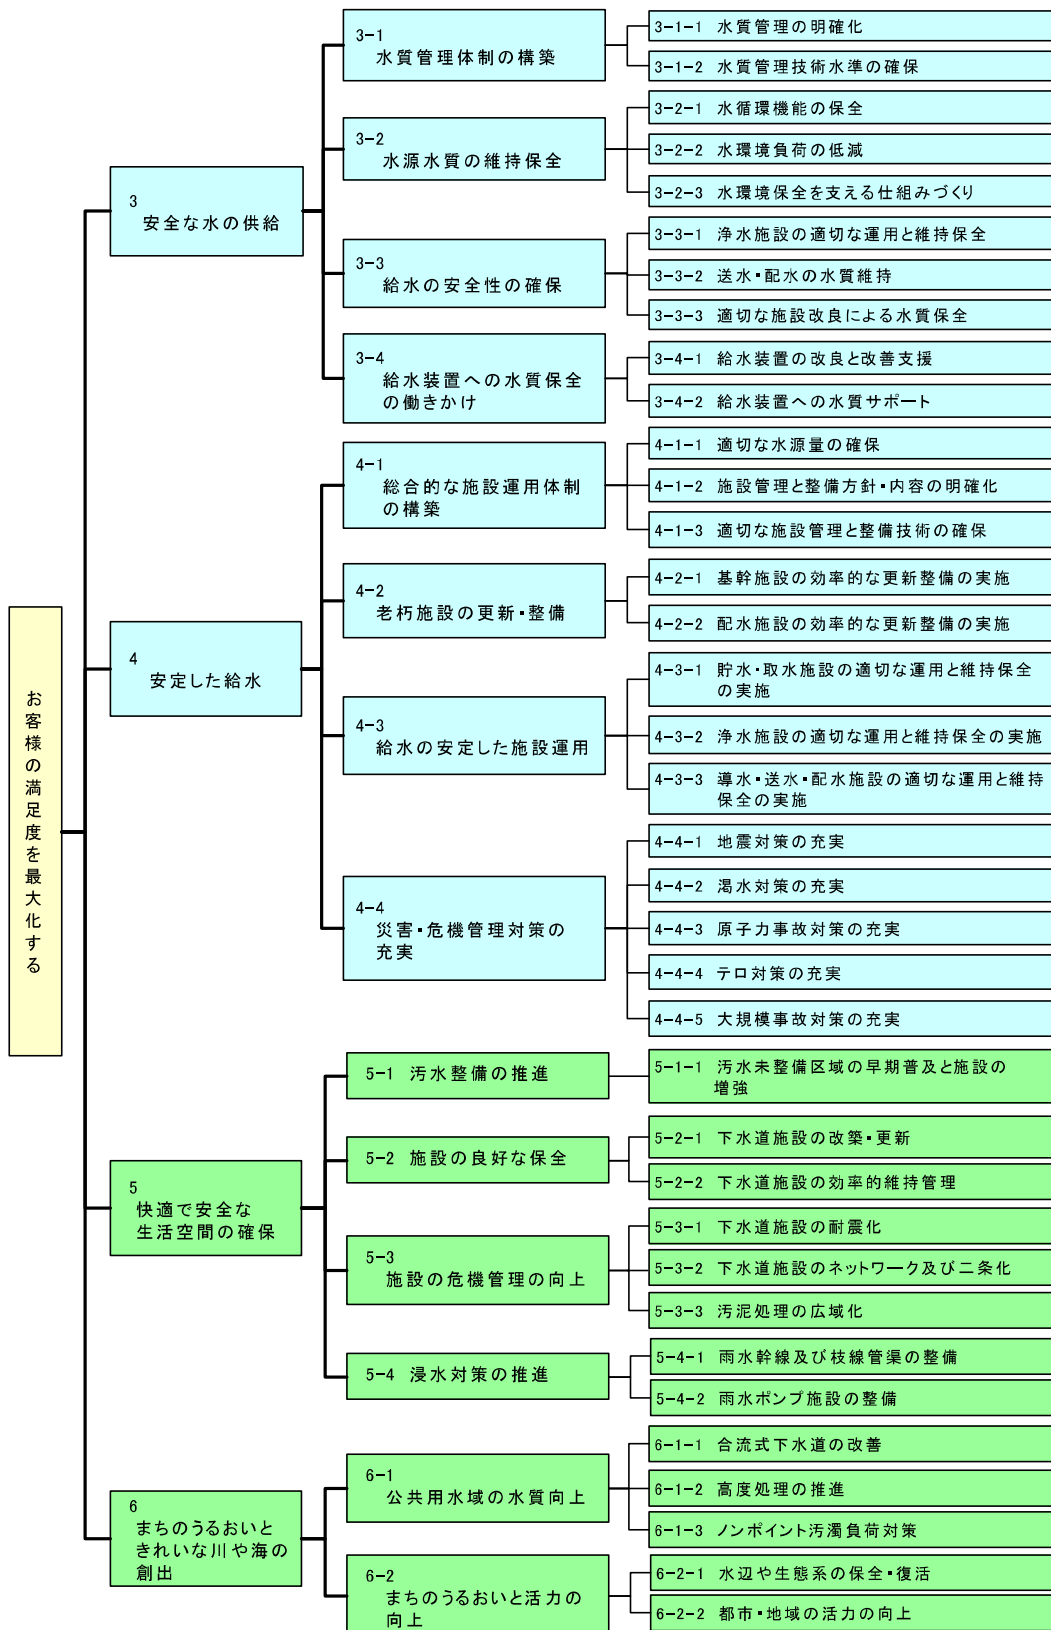 お客様の満足度を最大化する
3
安全な水の供給
3-1
水質管理体制の構築
3-1-1 水質管理の明確化
3-1-2 水質管理技術水準の確保
3-2
水源水質の維持保全
3-2-1 水循環機能の保全
3-2-2 水環境負荷の低減
3-2-3 水環境保全を支える仕組みづくり
3-3
給水の安全性の確保
3-3-1 浄水施設の適切な運用と維持保全
3-3-2 送水・配水の水質維持
3-3-3 適切な施設改良による水質保全
3-4
給水装置への水質保全
の働きかけ
3-4-1 給水装置の改良と改善支援
3-4-2 給水装置への水質サポート
4
安定した給水
4-1
総合的な施設運用体制
の構築
4-1-1 適切な水源量の確保
4-1-2 施設管理と整備方針・内容の明確化
4-1-3 適切な施設管理と整備技術の確保
4-2
老朽施設の更新・整備
4-2-1 基幹施設の効率的な更新整備の実施
4-2-2 配水施設の効率的な更新整備の実施
4-3
給水の安定した施設運用
4-3-1 貯水・取水施設の適切な運用と維持保全
の実施
4-3-2 浄水施設の適切な運用と維持保全の実施
4-3-3 導水・送水・配水施設の適切な運用と維持
保全の実施
4-4
災害・危機管理対策の
充実
4-4-1 地震対策の充実
4-4-2 渇水対策の充実
4-4-3 原子力事故対策の充実
4-4-4 テロ対策の充実
4-4-5 大規模事故対策の充実
5
快適で安全な
生活空間の確保
5-1 汚水整備の推進
5-1-1 汚水未整備区域の早期普及と施設の
増強
5-2 施設の良好な保全
5-2-1 下水道施設の改築・更新
5-2-2 下水道施設の効率的維持管理
5-3
施設の危機管理の向上
5-3-1 下水道施設の耐震化
5-3-2 下水道施設のネットワーク及び二条化
5-3-3 汚泥処理の広域化
5-4 浸水対策の推進
5-4-1 雨水幹線及び枝線管渠の整備
5-4-2 雨水ポンプ施設の整備
6
まちのうるおいと
きれいな川や海の
創出
6-1
公共用水域の水質向上
6-1-1 合流式下水道の改善
6-1-2 高度処理の推進
6-1-3 ノンポイント汚濁負荷対策
6-2
まちのうるおいと活力の
向上
6-2-1 水辺や生態系の保全・復活
6-2-2 都市・地域の活力の向上